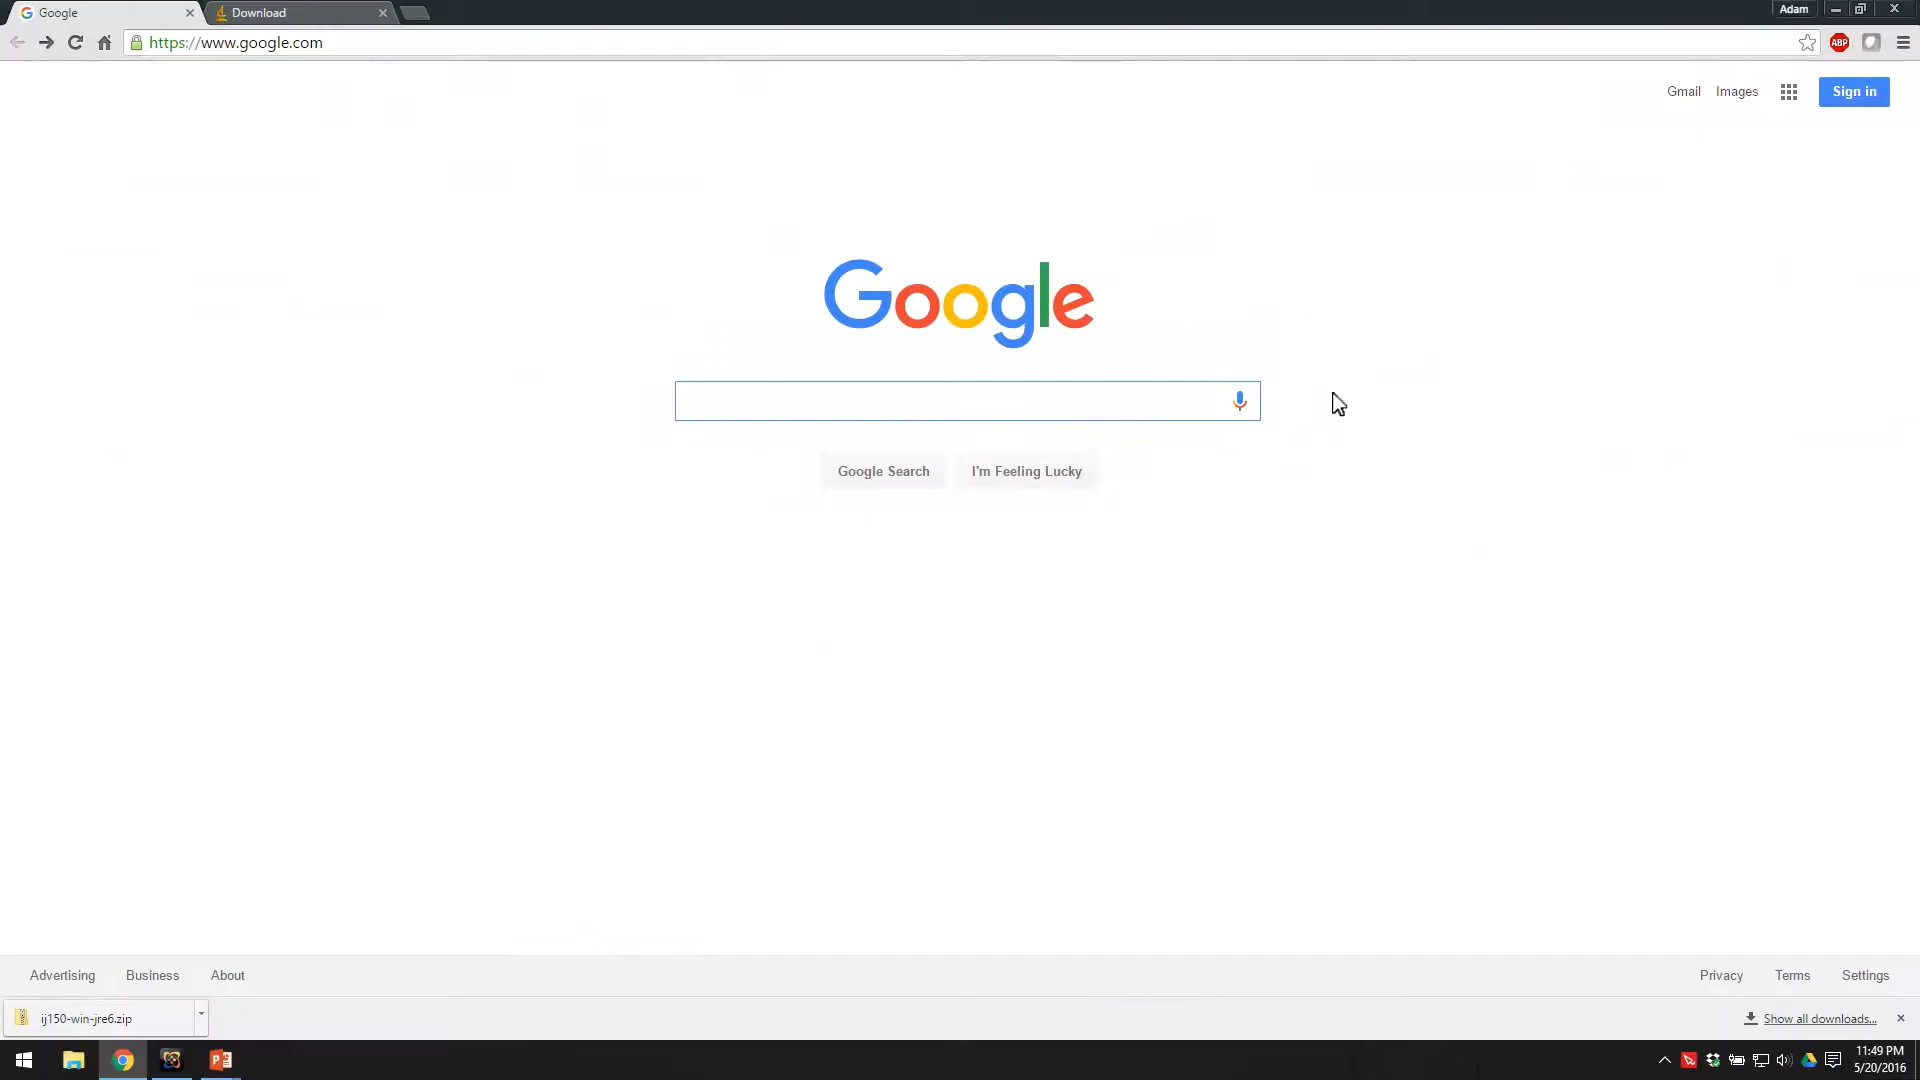 Google
Download
Adam
https://www.google.com
ABP
Gmail
Images
Sign in
Google
Google Search
I'm Feeling Lucky
Advertising
Business
About
Privacy
Terms
Settings
ij150-win-jre6.zip
Show all downloads...
11:49 PM
5/20/2016